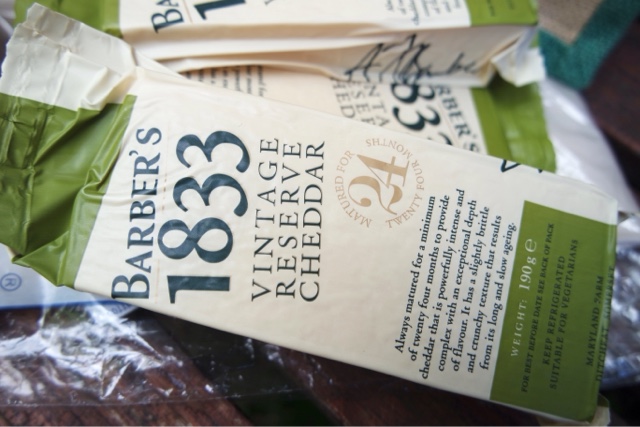 BARBER'S
1833
VINTAGE
RESERVE
CHEDDAR
MATURED FOR
24
TWENTY FOUR MONTHS
Always matured for a minimum
of twenty four months to provide
cheddar that is powerfully intense and
complex with an exceptional depth
of flavour. It has a slightly brittle
and crunchy texture that results
from its long and slow ageing.
WEIGHT: 190g e
FOR BEST BEFORE DATE SEE BACK OF PACK
KEEP REFRIGERATED
SUITABLE FOR VEGETARIANS
MARYLAND FARM
BA
183
®